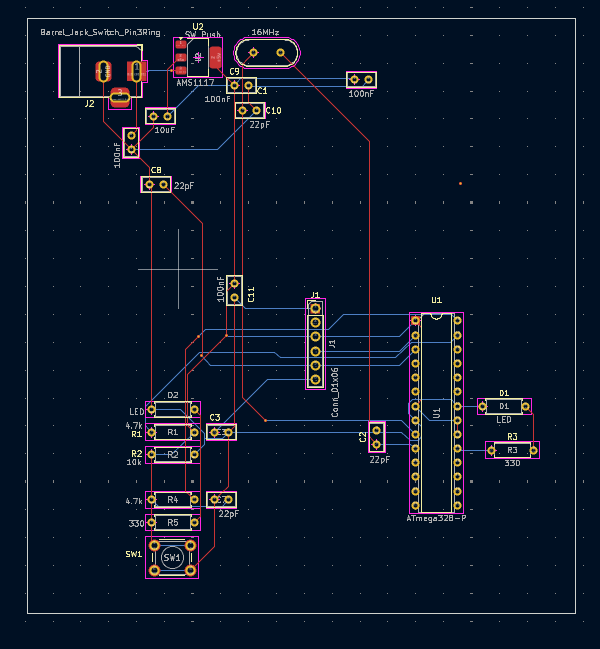 U2
Barrel_Jack_Switch_Pin3Ring
SW_Push
16MHz
J2
AMS1117
C9
C1
100nF
100nF
C10
10uF
22pF
100nF
C8
22pF
100nF
C11
J1
U1
J1
Conn_01x06
D2
D1
D1
LED
LED
4.7k
R1
R1
C3
C2
U1
R3
R3
R2
10k
R2
22pF
330
4.7k
R4
22pF
ATmega328-P
330
R5
SW1
SW1